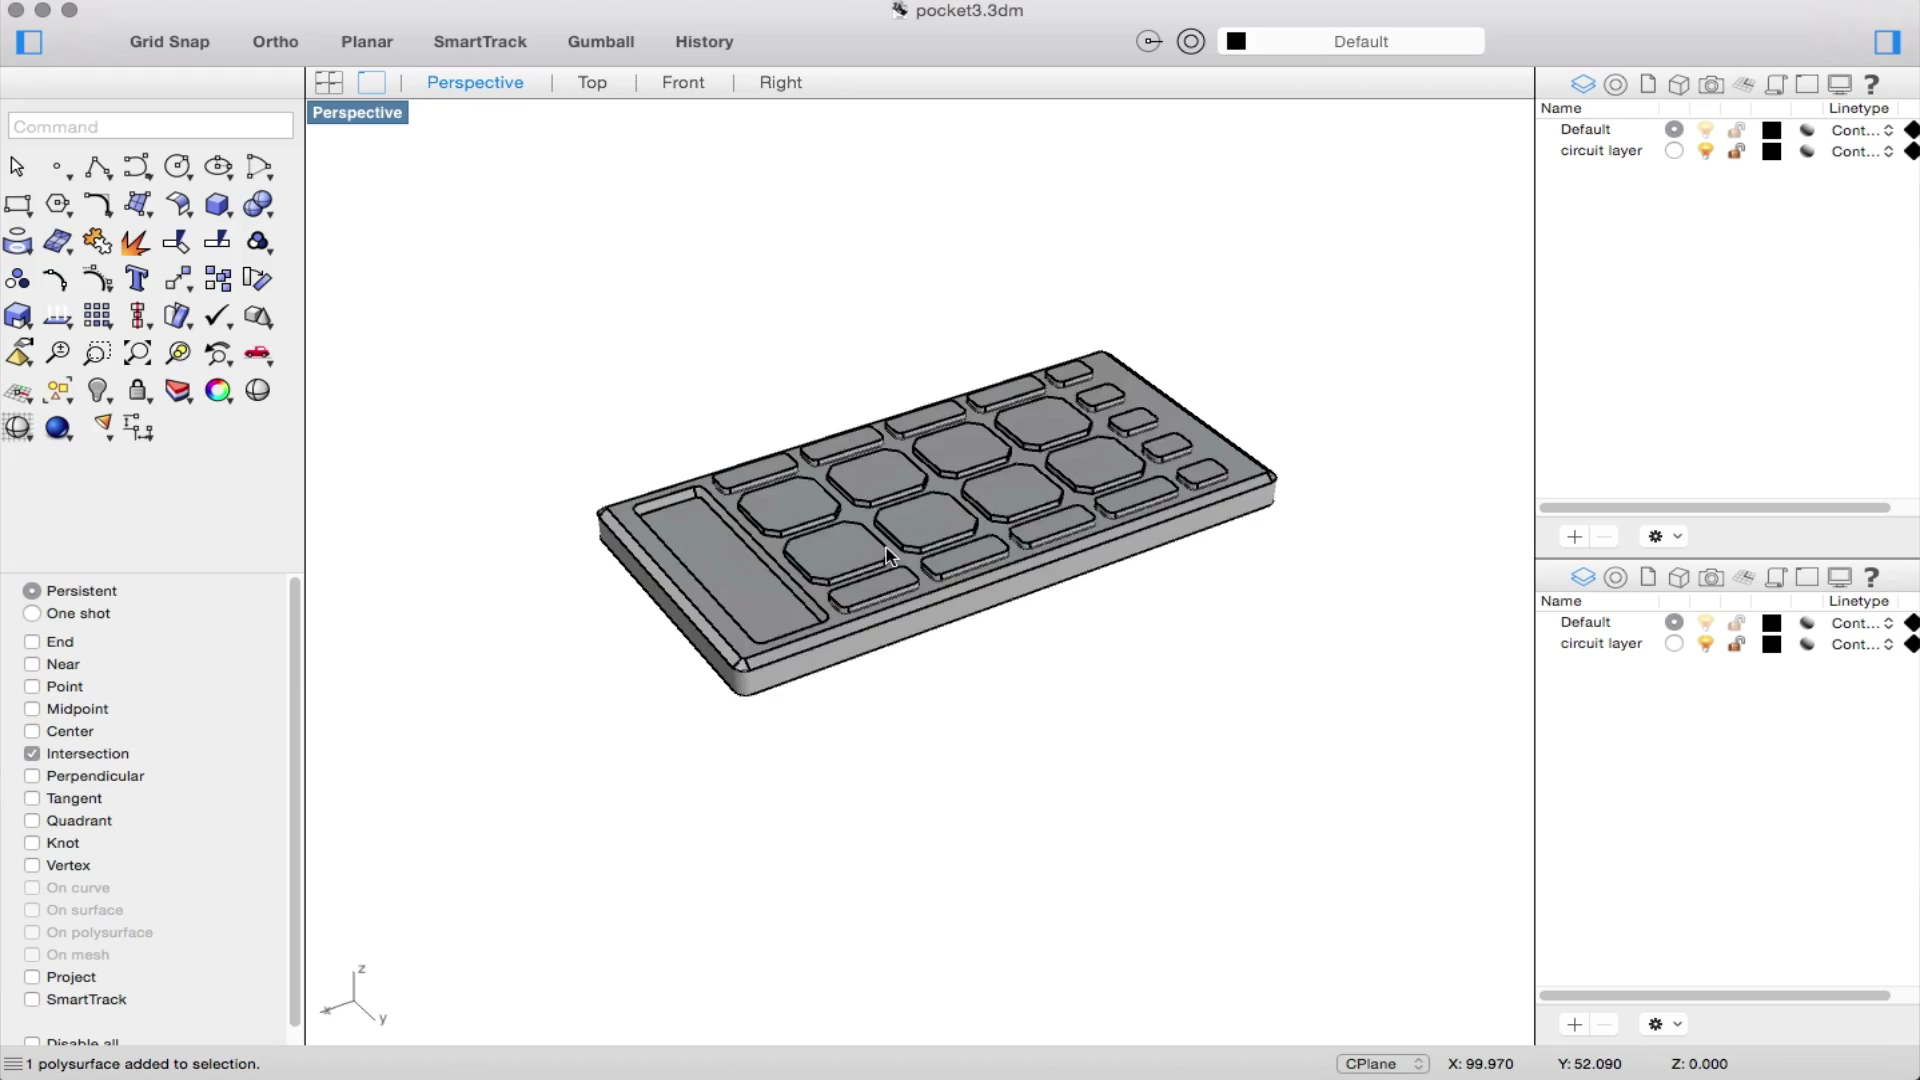 pocket3.3dm
Grid Snap
Ortho
Planar
SmartTrack
Gumball
History
Default
Perspective
Top
Front
Right
Perspective
Command
Persistent
One shot
End
Near
Point
Midpoint
Center
Intersection
Perpendicular
Tangent
Quadrant
Knot
Vertex
On curve
On surface
On polysurface
On mesh
Project
SmartTrack
Disable all
z
x
y
Name Linetype
Default Cont...
circuit layer Cont...
Name Linetype
Default Cont...
circuit layer Cont...
1 polysurface added to selection.
CPlane
X: 99.970
Y: 52.090
Z: 0.000